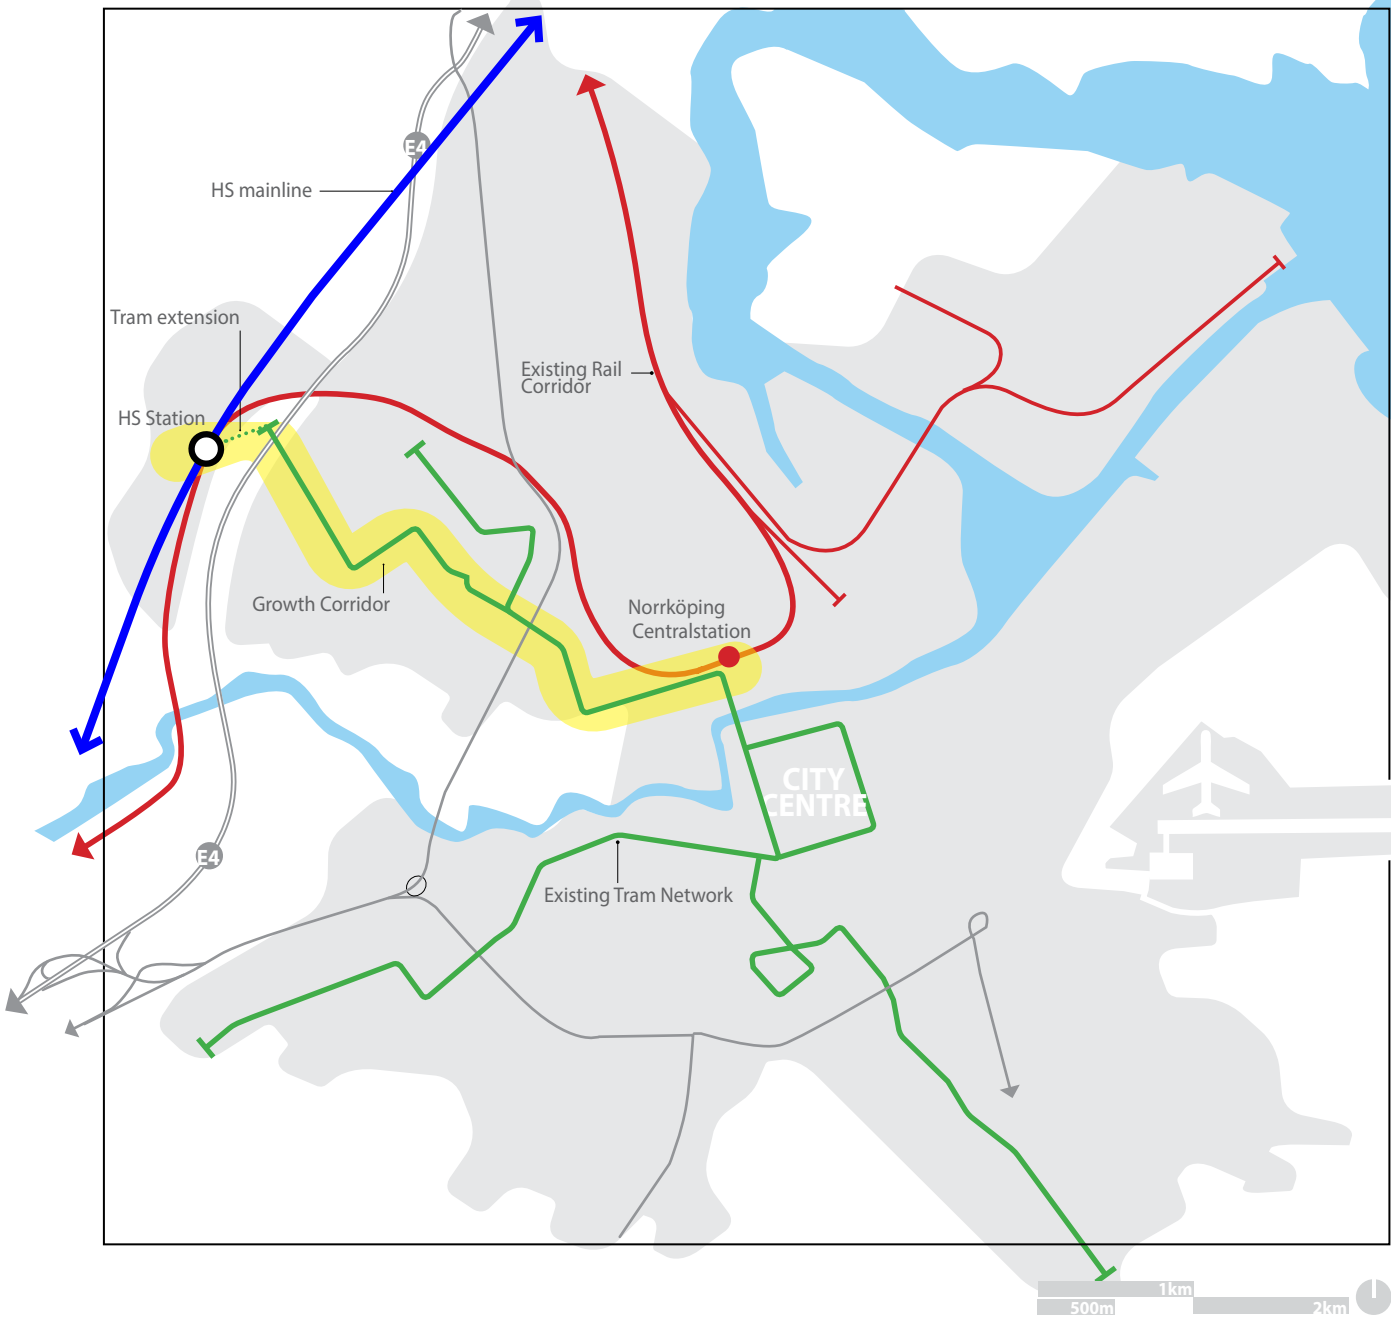 E4
HS mainline
Tram extension
Existing Rail
Corridor
HS Station
Growth Corridor
Norrköping
Centralstation
CITY
CENTRE
E4
Existing Tram Network
1km
500m
2km